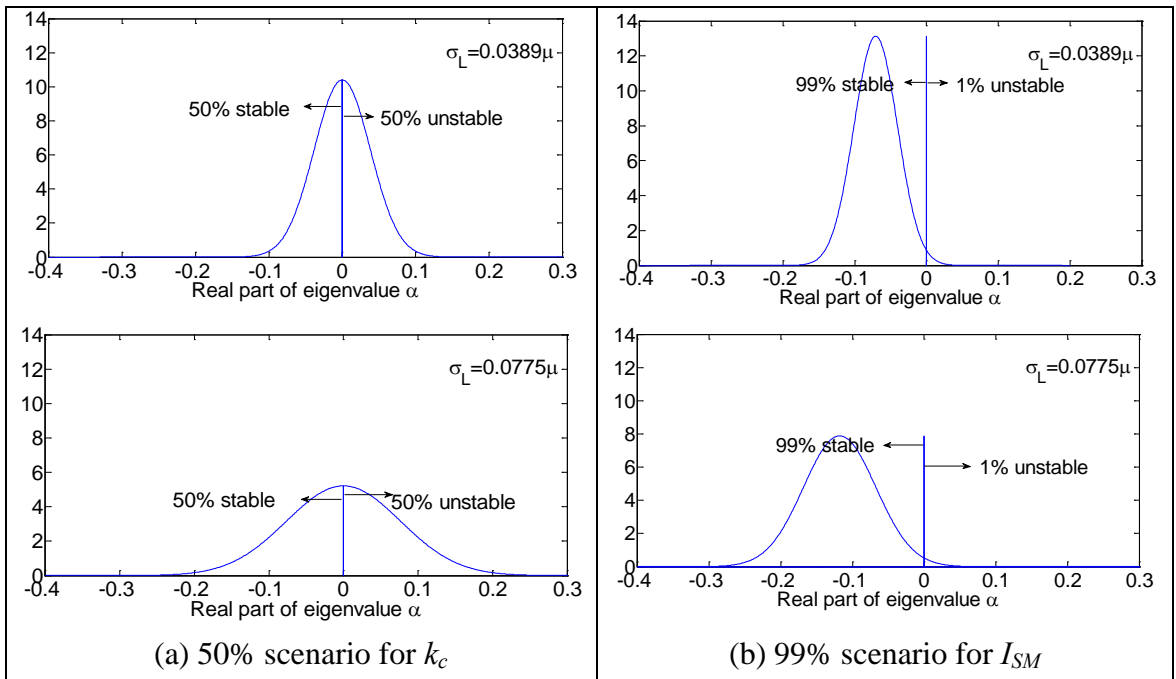 14
12
10
8
6
4
2
0
σL=0.0389μ
50% stable
50% unstable
-0.4 -0.3 -0.2 -0.1 0 0.1 0.2 0.3
Real part of eigenvalue α
14
12
10
8
6
4
2
0
σL=0.0775μ
50% stable
50% unstable
-0.4 -0.3 -0.2 -0.1 0 0.1 0.2 0.3
Real part of eigenvalue α
(a) 50% scenario for kc
14
12
10
8
6
4
2
0
σL=0.0389μ
99% stable
1% unstable
-0.4 -0.3 -0.2 -0.1 0 0.1 0.2 0.3
Real part of eigenvalue α
14
12
10
8
6
4
2
0
σL=0.0775μ
99% stable
1% unstable
-0.4 -0.3 -0.2 -0.1 0 0.1 0.2 0.3
Real part of eigenvalue α
(b) 99% scenario for ISM